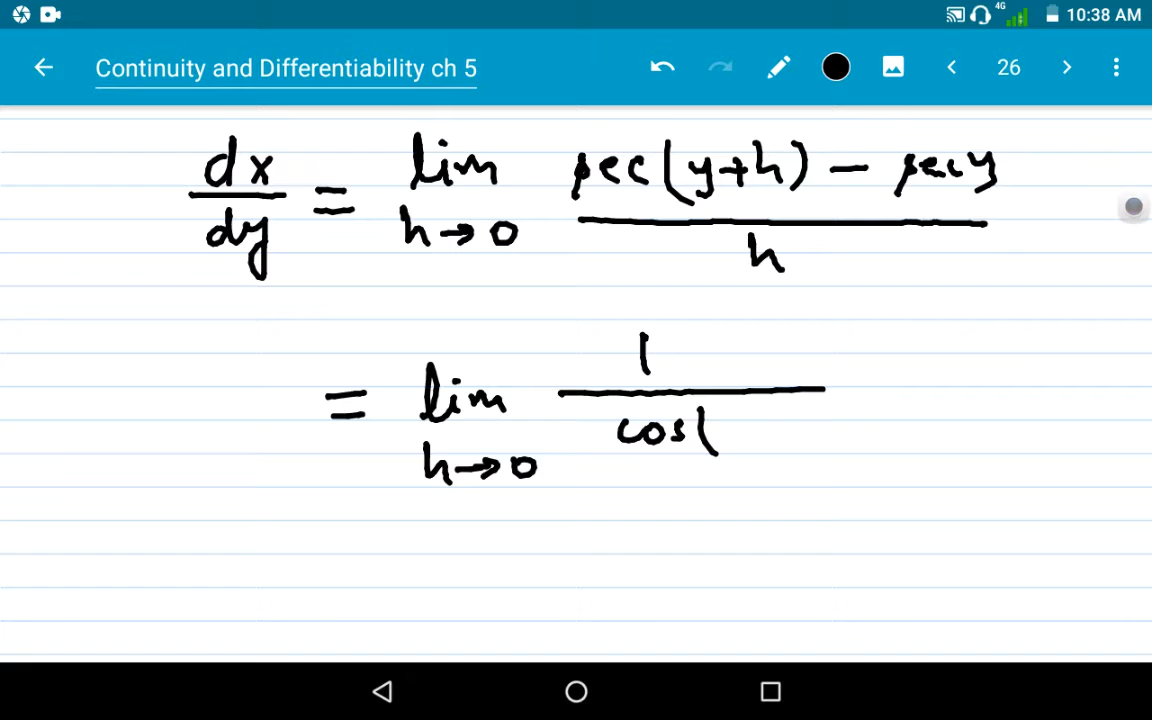 4G 10:38 AM
Continuity and Differentiability ch 5 26
dx/dy = lim h→0 (sec(y+h) − sec y)/h
= lim h→0 1/cos(